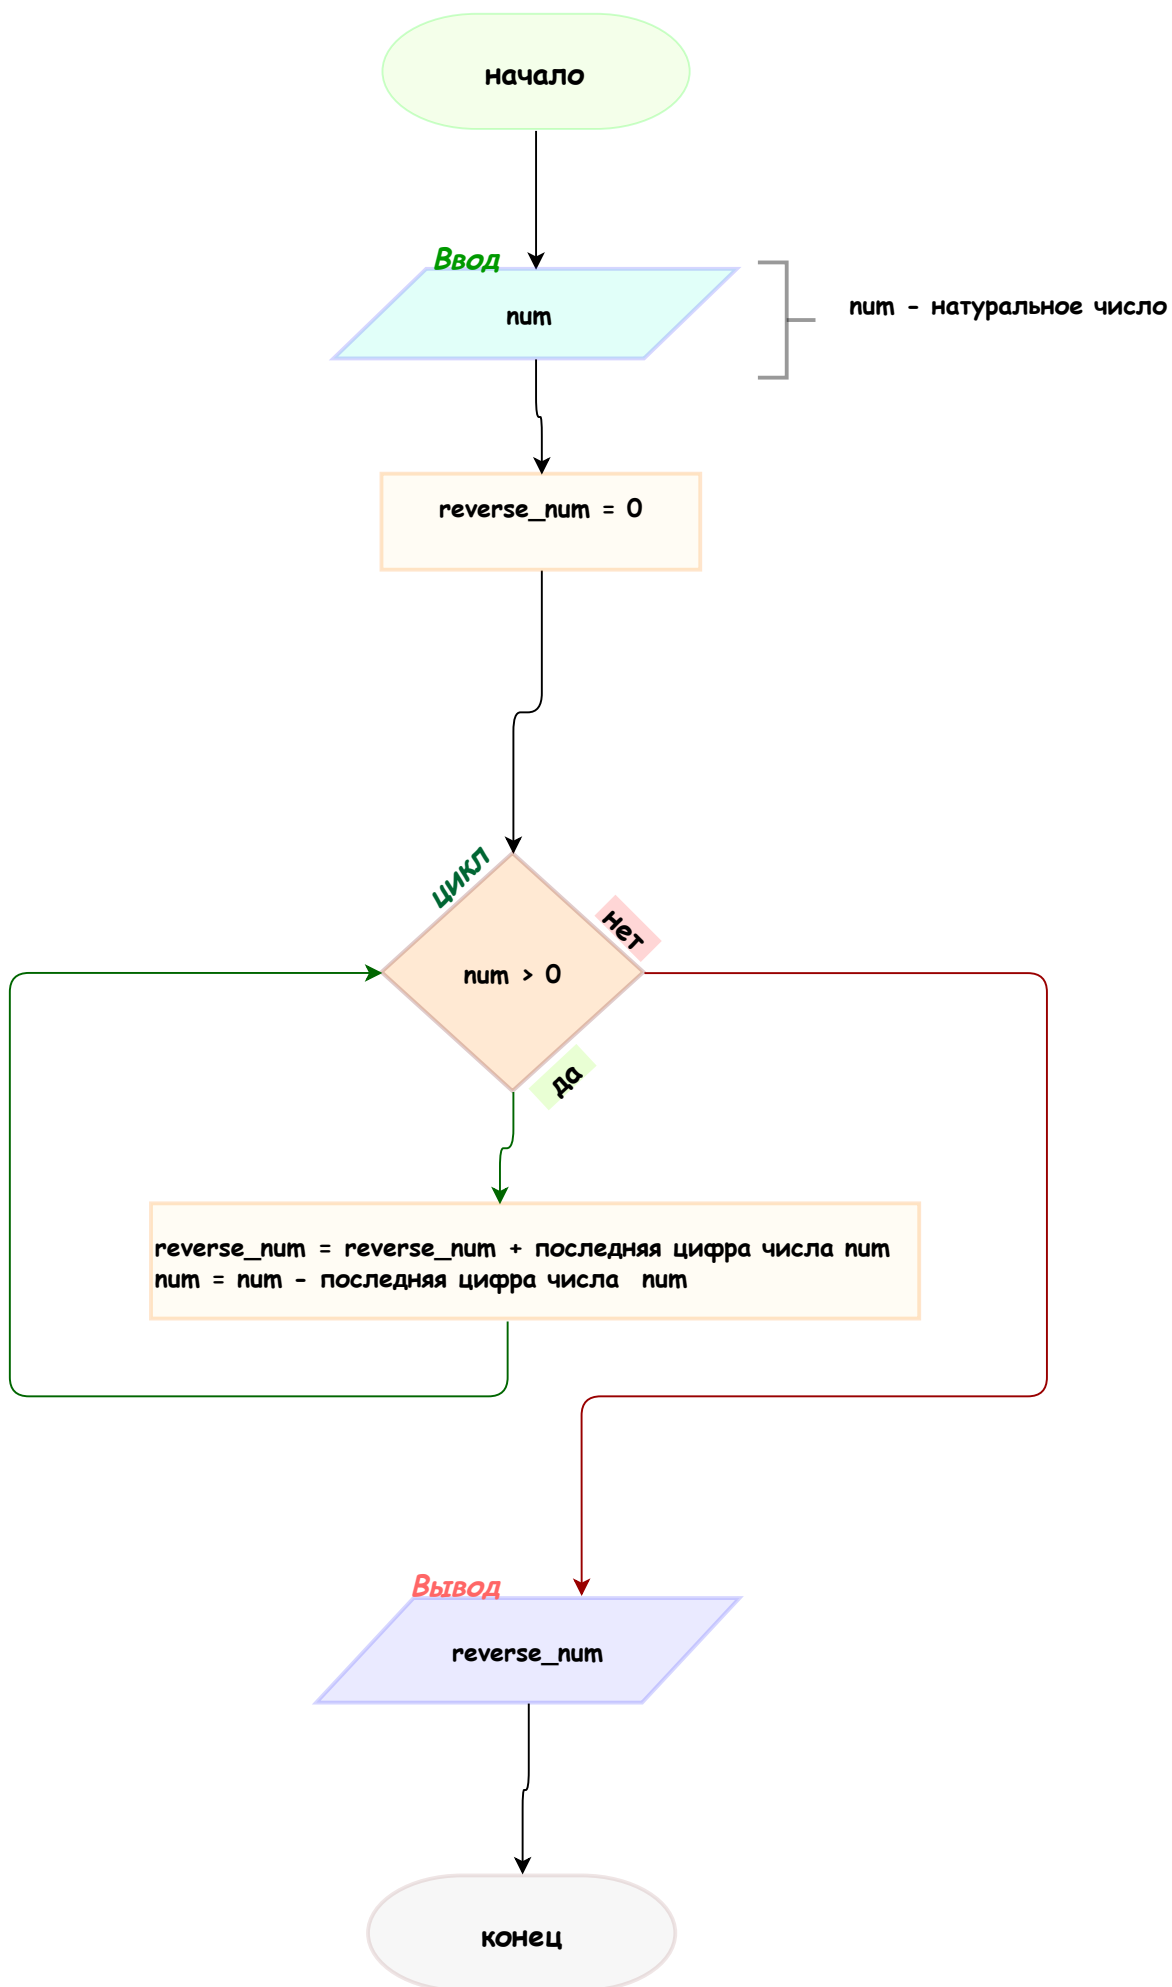 начало
Ввод
num
num - натуральное число
reverse_num = 0
цикл
нет
num > 0
да
reverse_num = reverse_num + последняя цифра числа num
num = num - последняя цифра числа num
Вывод
reverse_num
конец